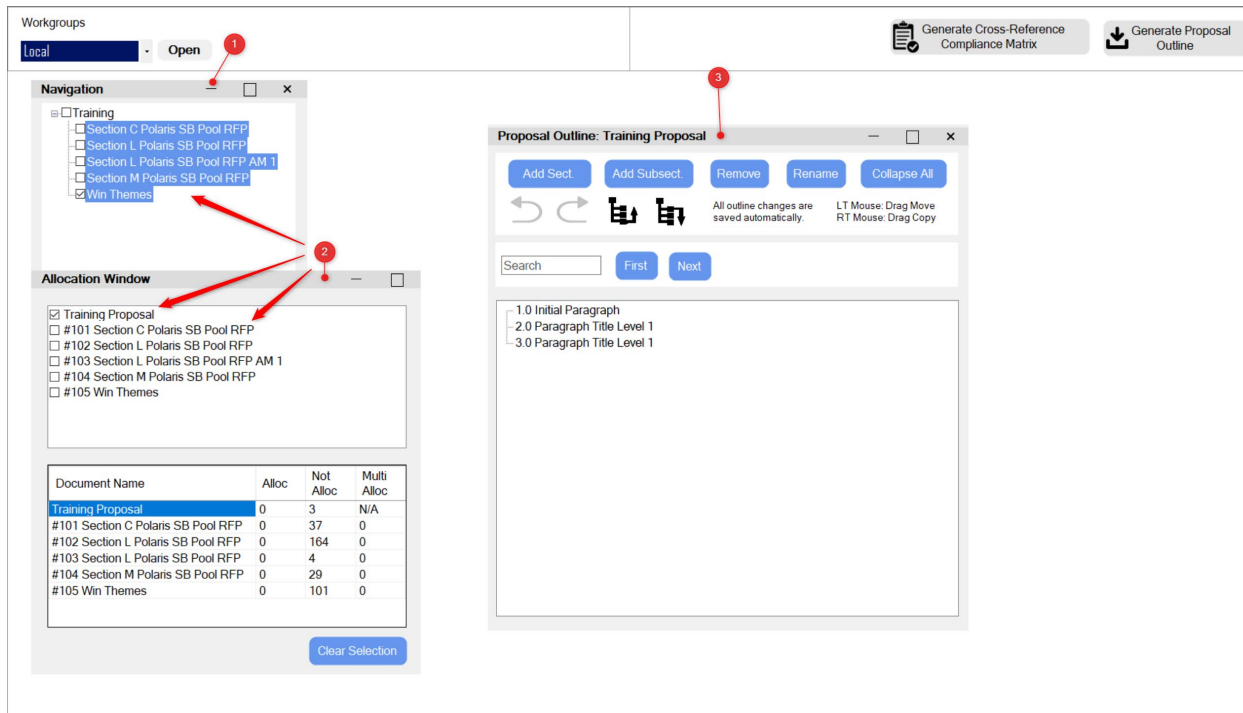 Workgroups
Local
Open
1
Generate Cross-Reference
Compliance Matrix
Generate Proposal
Outline
Navigation
Training
Section C Polaris SB Pool RFP
Section L Polaris SB Pool RFP
Section L Polaris SB Pool RFP AM 1
Section M Polaris SB Pool RFP
Win Themes
2
Allocation Window
Training Proposal
#101 Section C Polaris SB Pool RFP
#102 Section L Polaris SB Pool RFP
#103 Section L Polaris SB Pool RFP AM 1
#104 Section M Polaris SB Pool RFP
#105 Win Themes
Document Name Alloc Not Alloc Multi Alloc
Training Proposal 0 3 N/A
#101 Section C Polaris SB Pool RFP 0 37 0
#102 Section L Polaris SB Pool RFP 0 164 0
#103 Section L Polaris SB Pool RFP 0 4 0
#104 Section M Polaris SB Pool RFP 0 29 0
#105 Win Themes 0 101 0
Clear Selection
3
Proposal Outline: Training Proposal
Add Sect. Add Subsect. Remove Rename Collapse All
All outline changes are
saved automatically.
LT Mouse: Drag Move
RT Mouse: Drag Copy
Search First Next
1.0 Initial Paragraph
2.0 Paragraph Title Level 1
3.0 Paragraph Title Level 1